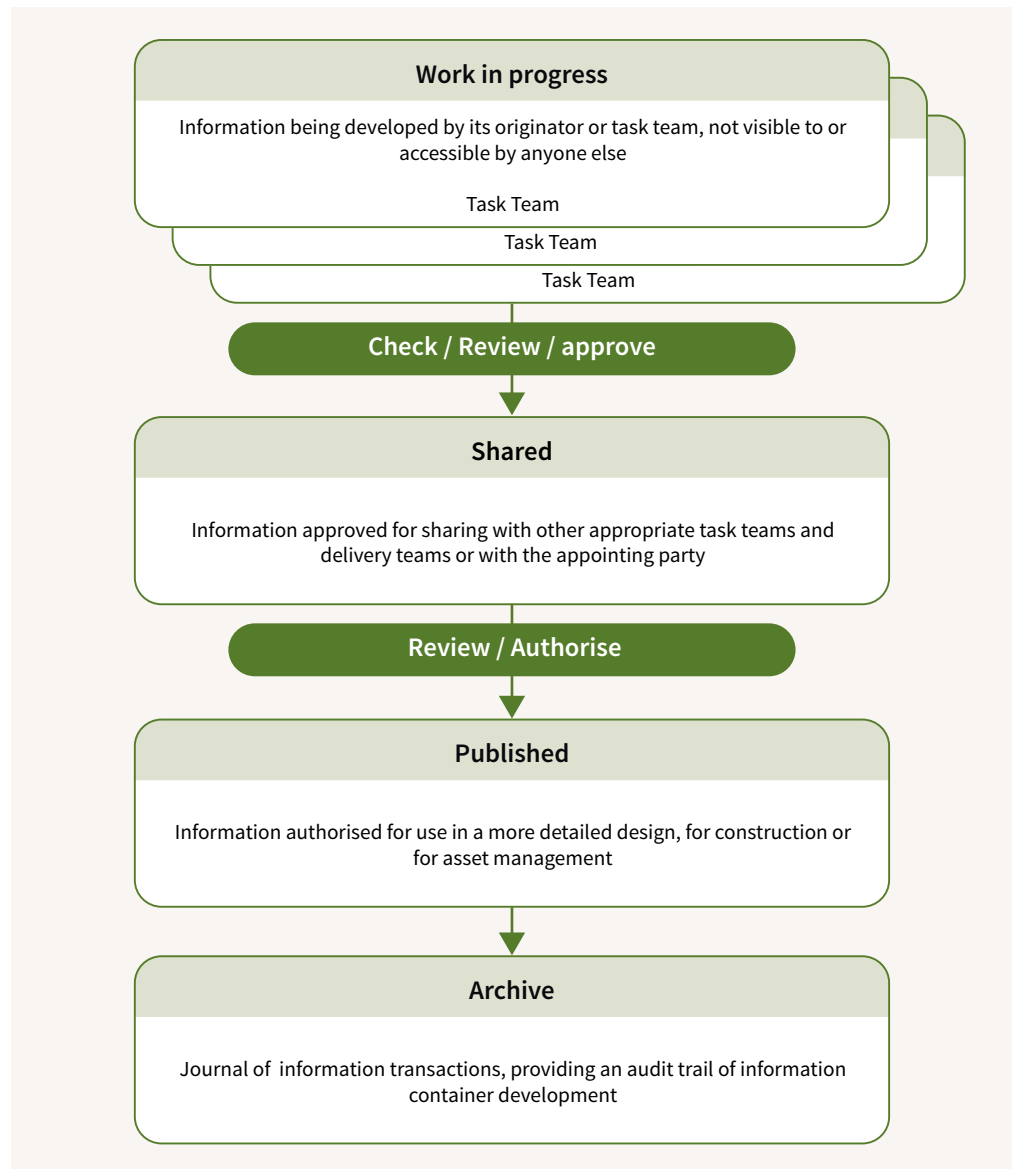 Work in progress
Information being developed by its originator or task team, not visible to or
accessible by anyone else
Task Team
Task Team
Task Team
Check / Review / approve
Shared
Information approved for sharing with other appropriate task teams and
delivery teams or with the appointing party
Review / Authorise
Published
Information authorised for use in a more detailed design, for construction or
for asset management
Archive
Journal of  information transactions, providing an audit trail of information
container development